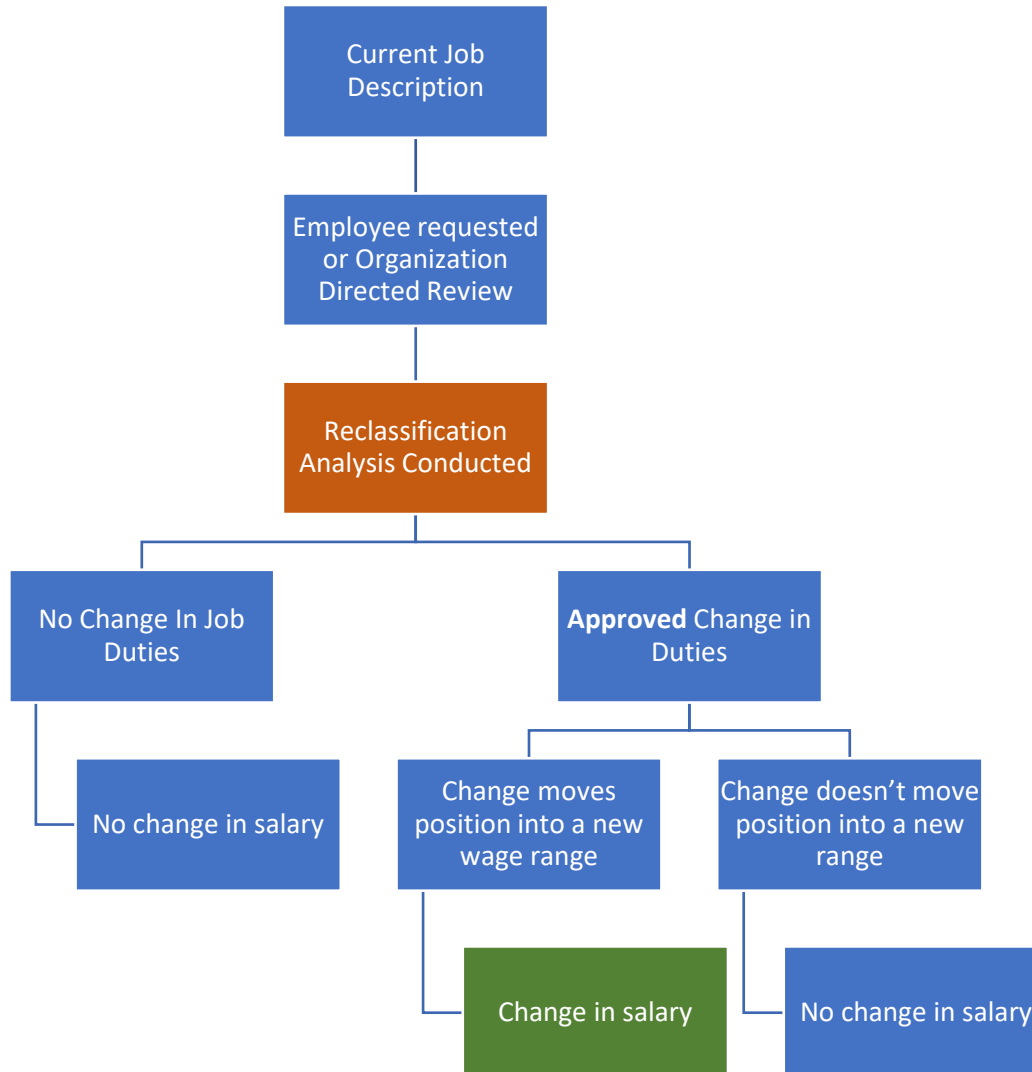 Current Job
Description
Employee requested
or Organization
Directed Review
Reclassification
Analysis Conducted
No Change In Job
Duties
Approved Change in
Duties
No change in salary
Change moves
position into a new
wage range
Change doesn’t move
position into a new
range
Change in salary
No change in salary